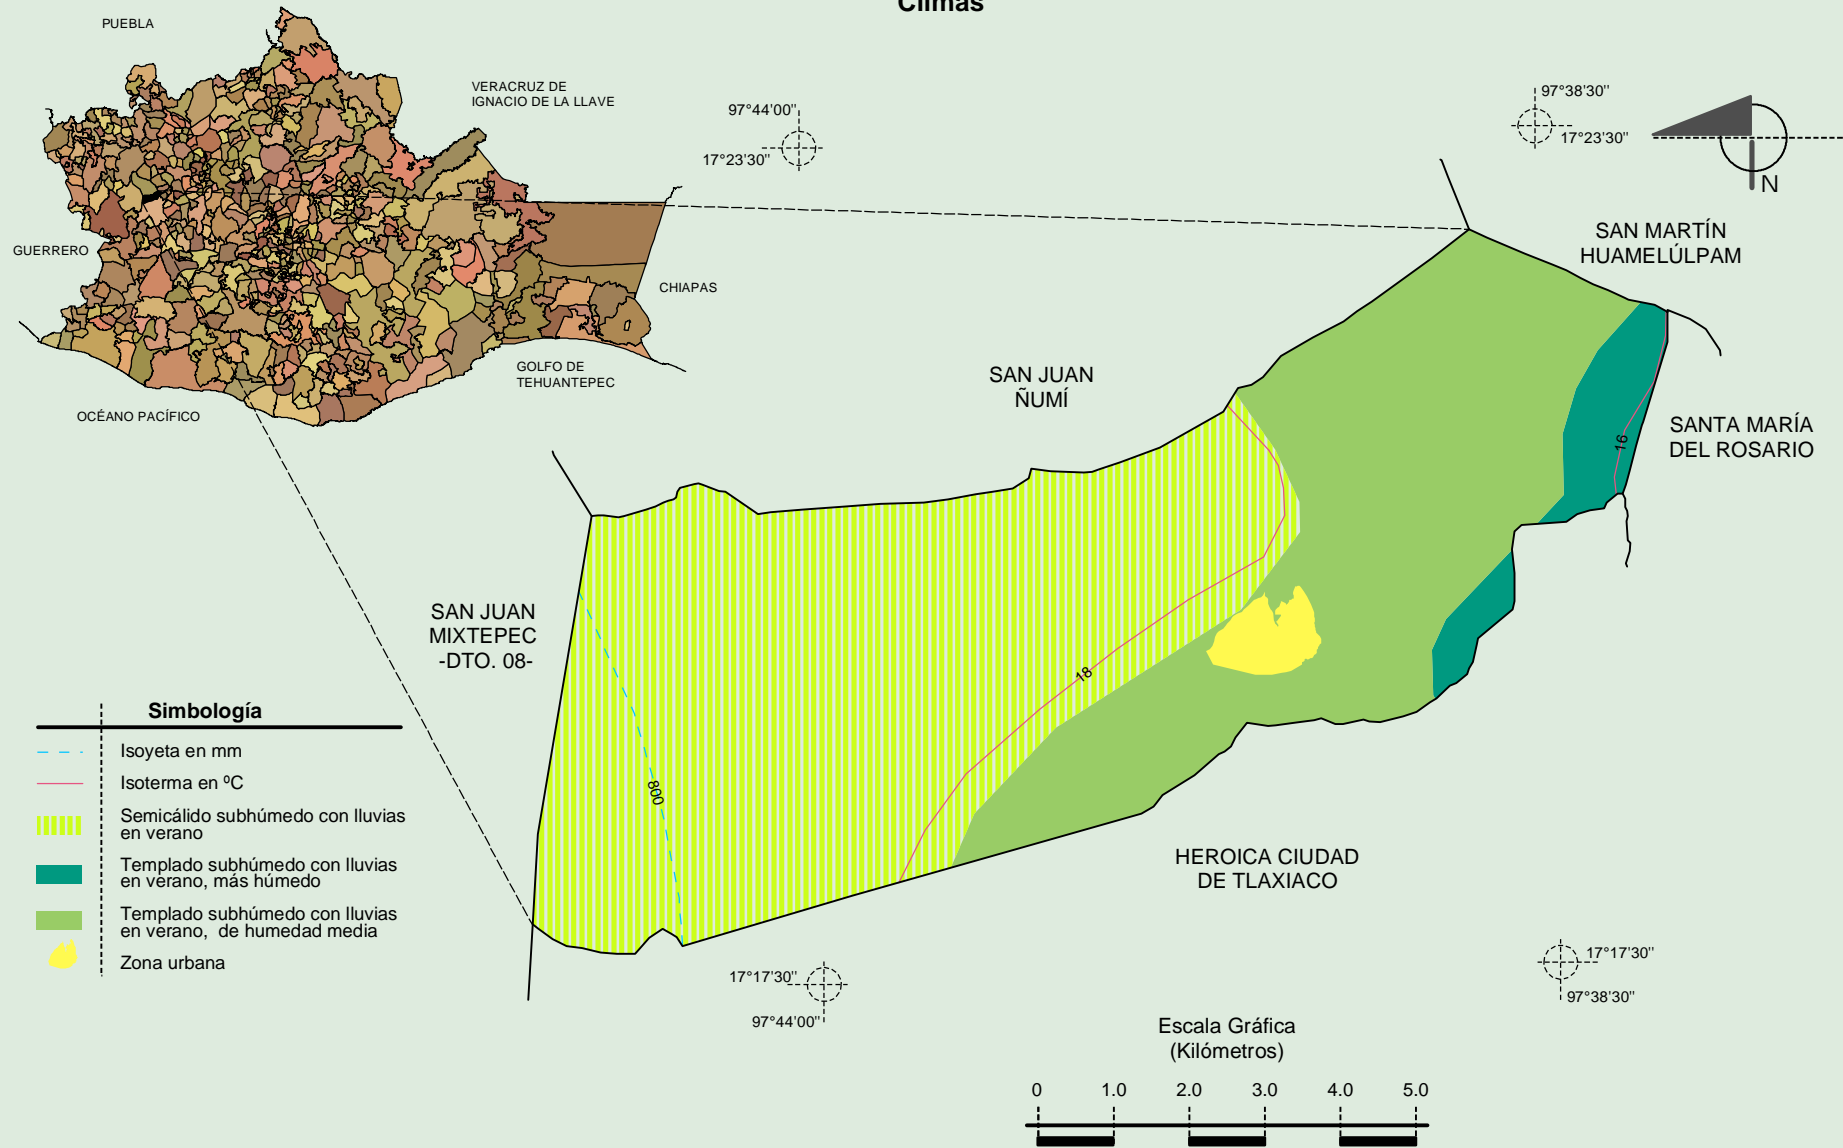 Climas
PUEBLA
VERACRUZ DE
IGNACIO DE LA LLAVE
GUERRERO
CHIAPAS
GOLFO DE
TEHUANTEPEC
OCÉANO PACÍFICO
97°44'00"
17°23'30"
97°38'30"
17°23'30"
N
SAN MARTÍN
HUAMELÚLPAM
SAN JUAN
ÑUMÍ
SANTA MARÍA
DEL ROSARIO
16
SAN JUAN
MIXTEPEC
-DTO. 08-
18
800
HEROICA CIUDAD
DE TLAXIACO
Simbología
Isoyeta en mm
Isoterma en ºC
Semicálido subhúmedo con lluvias
en verano
Templado subhúmedo con lluvias
en verano, más húmedo
Templado subhúmedo con lluvias
en verano, de humedad media
Zona urbana
17°17'30"
97°44'00"
17°17'30"
97°38'30"
Escala Gráfica
(Kilómetros)
0 1.0 2.0 3.0 4.0 5.0